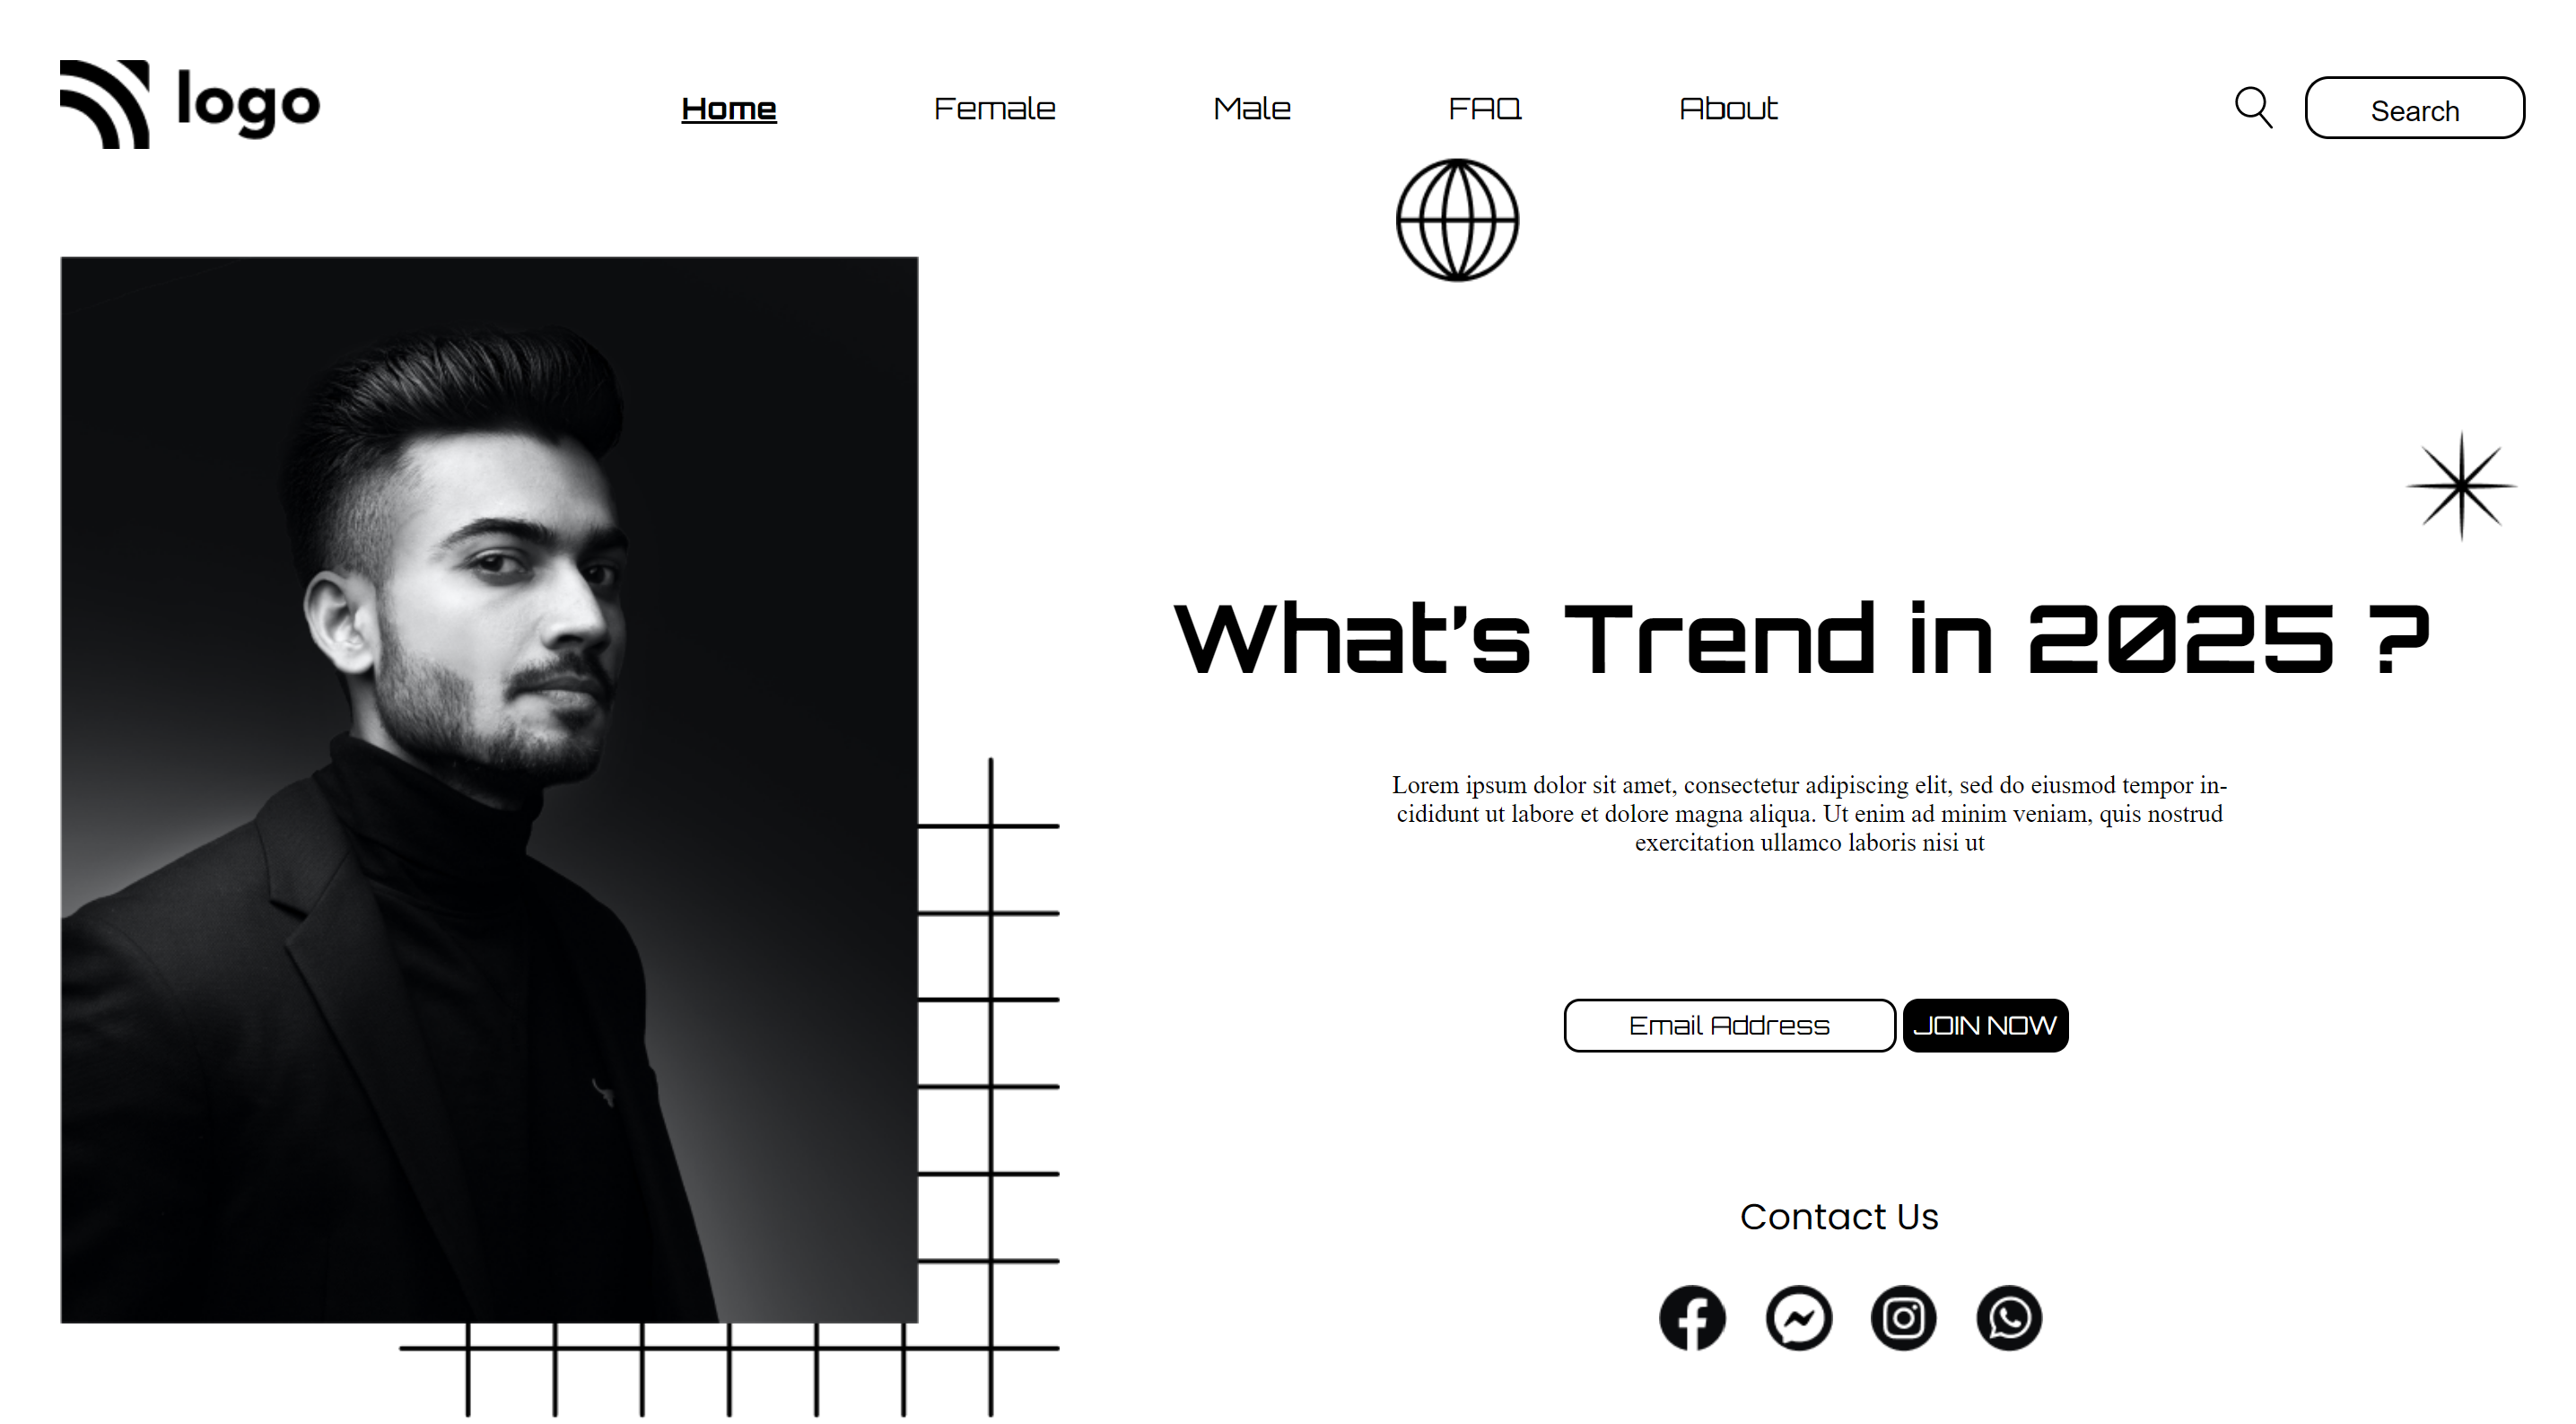 logo
Home Female Male FAQ About
Search
What's Trend in 2025 ?
Lorem ipsum dolor sit amet, consectetur adipiscing elit, sed do eiusmod tempor in-
cididunt ut labore et dolore magna aliqua. Ut enim ad minim veniam, quis nostrud
exercitation ullamco laboris nisi ut
Email Address JOIN NOW
Contact Us